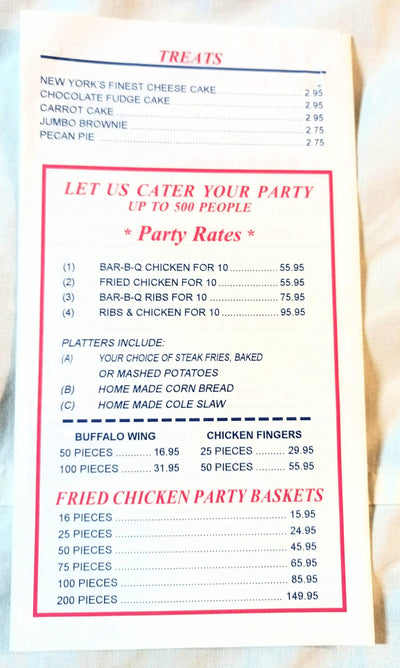 TREATS
NEW YORK'S FINEST CHEESE CAKE ........................ 2.95
CHOCOLATE FUDGE CAKE ........................ 2.95
CARROT CAKE ........................ 2.95
JUMBO BROWNIE ........................ 2.75
PECAN PIE ........................ 2.75
LET US CATER YOUR PARTY
UP TO 500 PEOPLE
* Party Rates *
(1) BAR-B-Q CHICKEN FOR 10 ................. 55.95
(2) FRIED CHICKEN FOR 10 ................. 55.95
(3) BAR-B-Q RIBS FOR 10 ................. 75.95
(4) RIBS & CHICKEN FOR 10 ................. 95.95
PLATTERS INCLUDE:
(A) YOUR CHOICE OF STEAK FRIES, BAKED
OR MASHED POTATOES
(B) HOME MADE CORN BREAD
(C) HOME MADE COLE SLAW
BUFFALO WING CHICKEN FINGERS
50 PIECES ............ 16.95 25 PIECES .......... 29.95
100 PIECES .......... 31.95 50 PIECES .......... 55.95
FRIED CHICKEN PARTY BASKETS
16 PIECES ........................ 15.95
25 PIECES ........................ 24.95
50 PIECES ........................ 45.95
75 PIECES ........................ 65.95
100 PIECES ........................ 85.95
200 PIECES ........................ 149.95